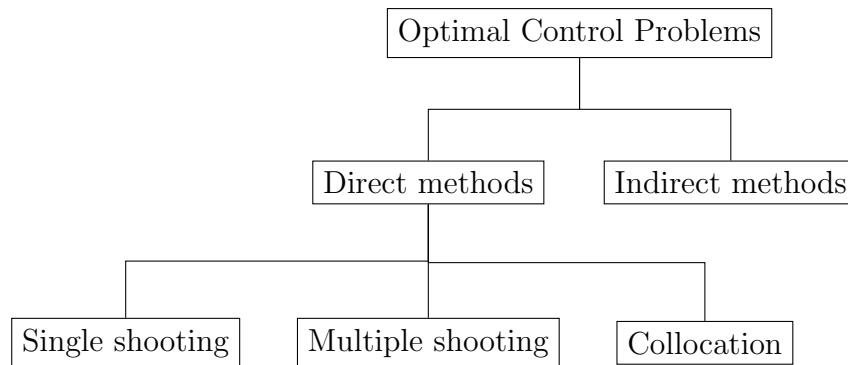 Optimal Control Problems
Direct methods
Indirect methods
Single shooting
Multiple shooting
Collocation